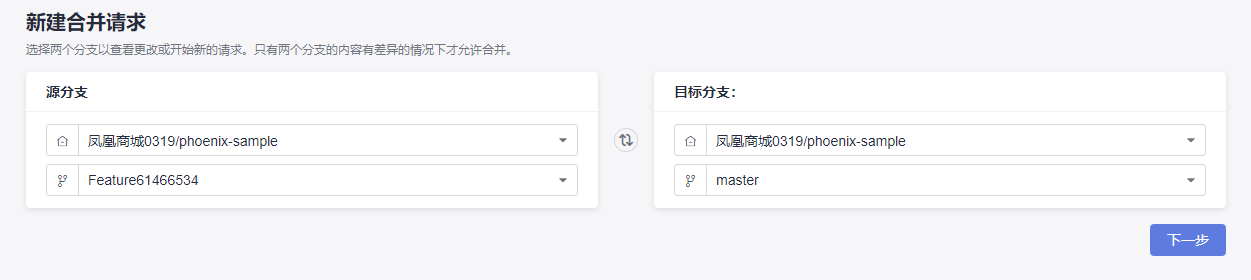 新建合并请求
选择两个分支以查看更改或开始新的请求。只有两个分支的内容有差异的情况下才允许合并。
源分支
凤凰商城0319/phoenix-sample
Feature61466534
目标分支：
凤凰商城0319/phoenix-sample
master
下一步